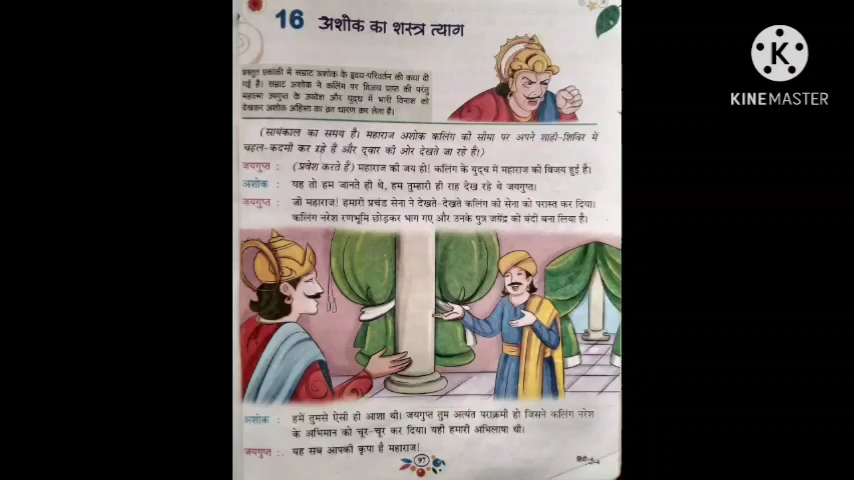 16 अशोक का शस्त्र त्याग
प्रस्तुत एकांकी में सम्राट अशोक के हृदय-परिवर्तन की कथा दी
गई है। सम्राट अशोक ने कलिंग पर विजय प्राप्त की परंतु
महात्मा उपगुप्त के उपदेश और युद्ध में भारी विनाश को
देखकर अशोक अहिंसा का व्रत धारण कर लेता है।
K
KINEMASTER
(सायंकाल का समय है। महाराज अशोक कलिंग की सीमा पर अपने शाही-शिविर में
चहल-कदमी कर रहे हैं और द्वार की ओर देखते जा रहे हैं।)
जयगुप्त : (प्रवेश करते हैं) महाराज की जय हो! कलिंग के युद्ध में महाराज की विजय हुई है।
अशोक : यह तो हम जानते ही थे, हम तुम्हारी ही राह देख रहे थे जयगुप्त।
जयगुप्त : जी महाराज! हमारी प्रचंड सेना ने देखते-देखते कलिंग की सेना को परास्त कर दिया।
कलिंग नरेश रणभूमि छोड़कर भाग गए और उनके पुत्र जयेंद्र को बंदी बना लिया है।
अशोक : हमें तुमसे ऐसी ही आशा थी। जयगुप्त तुम अत्यंत पराक्रमी हो जिसने कलिंग नरेश
के अभिमान को चूर-चूर कर दिया। यही हमारी अभिलाषा थी।
जयगुप्त : यह सब आपकी कृपा है महाराज!
97